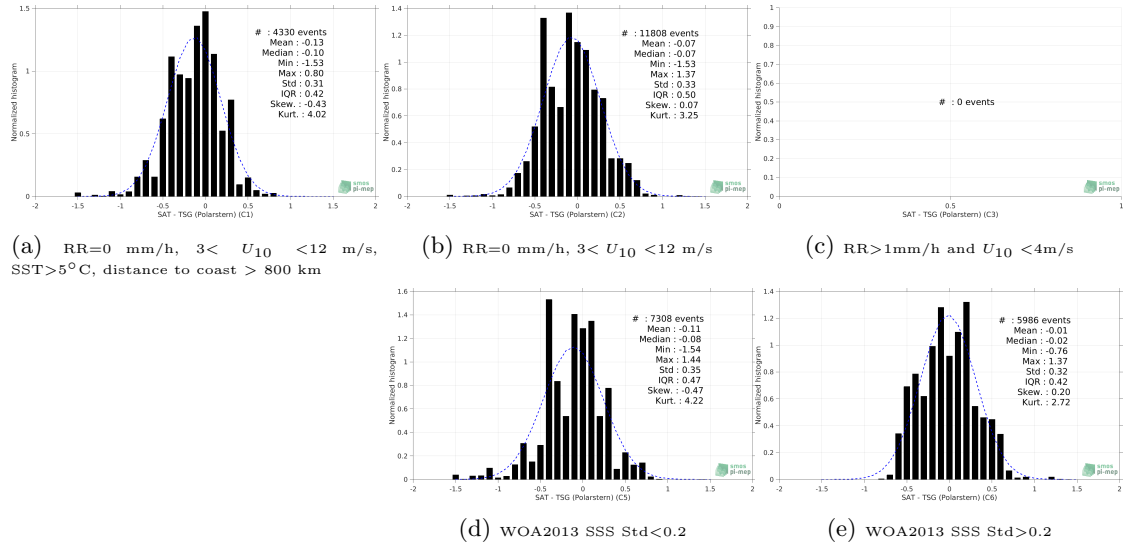 1.5
1
0.5
0
-2
-1.5
-1
-0.5
0
0.5
1
1.5
2
Normalized histogram
# : 4330 events
Mean : -0.13
Median : -0.10
Min : -1.53
Max : 0.80
Std : 0.31
IQR : 0.42
Skew. : -0.43
Kurt. : 4.02
smos
pi-mep
SAT - TSG (Polarstern) (C1)
1.4
1.2
1
0.8
0.6
0.4
0.2
0
-2
-1.5
-1
-0.5
0
0.5
1
1.5
2
Normalized histogram
# : 11808 events
Mean : -0.07
Median : -0.07
Min : -1.53
Max : 1.37
Std : 0.33
IQR : 0.50
Skew. : 0.07
Kurt. : 3.25
smos
pi-mep
SAT - TSG (Polarstern) (C2)
1
0.9
0.8
0.7
0.6
0.5
0.4
0.3
0.2
0.1
0
0
0.5
1
Normalized histogram
# : 0 events
smos
pi-mep
SAT - TSG (Polarstern) (C3)
(a) RR=0 mm/h, 3< U10 <12 m/s,
SST>5°C, distance to coast > 800 km
(b) RR=0 mm/h, 3< U10 <12 m/s
(c) RR>1mm/h and U10 <4m/s
1.6
1.4
1.2
1
0.8
0.6
0.4
0.2
0
-2
-1.5
-1
-0.5
0
0.5
1
1.5
2
Normalized histogram
# : 7308 events
Mean : -0.11
Median : -0.08
Min : -1.54
Max : 1.44
Std : 0.35
IQR : 0.47
Skew. : -0.47
Kurt. : 4.22
smos
pi-mep
SAT - TSG (Polarstern) (C5)
1.4
1.2
1
0.8
0.6
0.4
0.2
0
-2
-1.5
-1
-0.5
0
0.5
1
1.5
2
Normalized histogram
# : 5986 events
Mean : -0.01
Median : -0.02
Min : -0.76
Max : 1.37
Std : 0.32
IQR : 0.42
Skew. : 0.20
Kurt. : 2.72
smos
pi-mep
SAT - TSG (Polarstern) (C6)
(d) WOA2013 SSS Std<0.2
(e) WOA2013 SSS Std>0.2